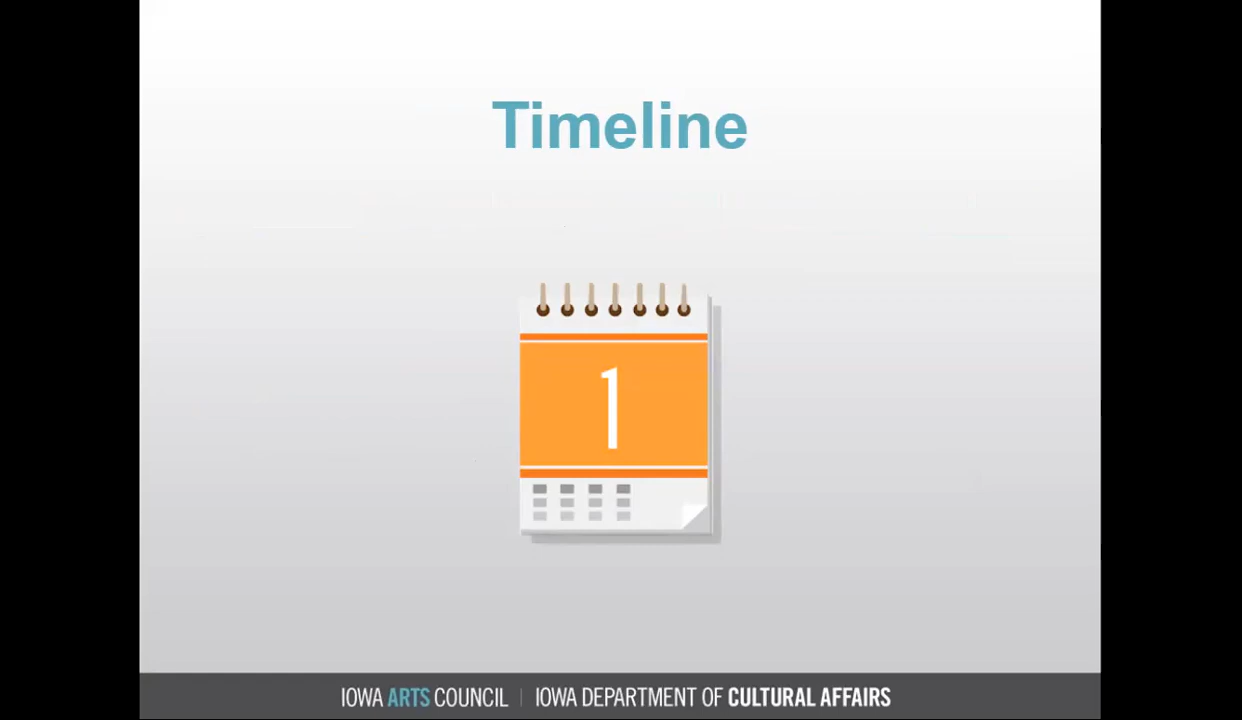 Timeline
1
IOWA ARTS COUNCIL | IOWA DEPARTMENT OF CULTURAL AFFAIRS